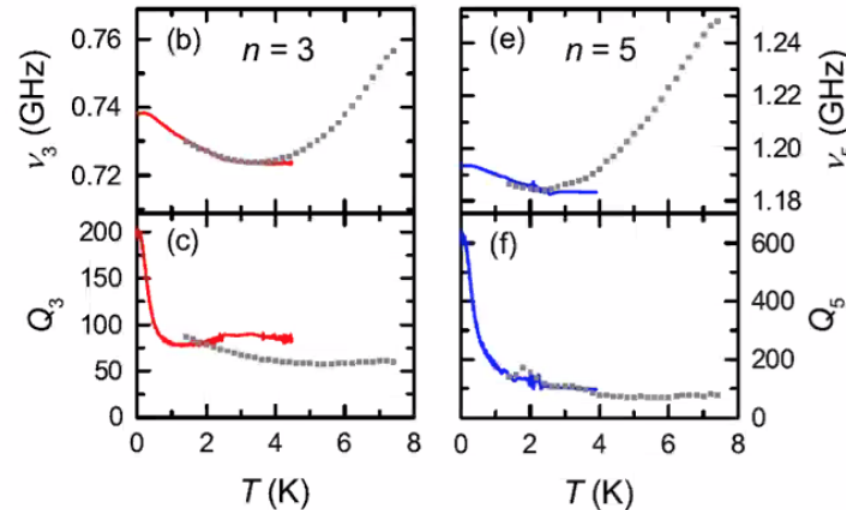 (b) n = 3
0.76
0.74
0.72
ν₃ (GHz)
(e) n = 5
1.24
1.22
1.20
1.18
ν₅ (GHz)
(c)
200
150
100
50
0
Q₃
(f)
600
400
200
0
Q₅
0 2 4 6 8
0 2 4 6 8
T (K)
T (K)